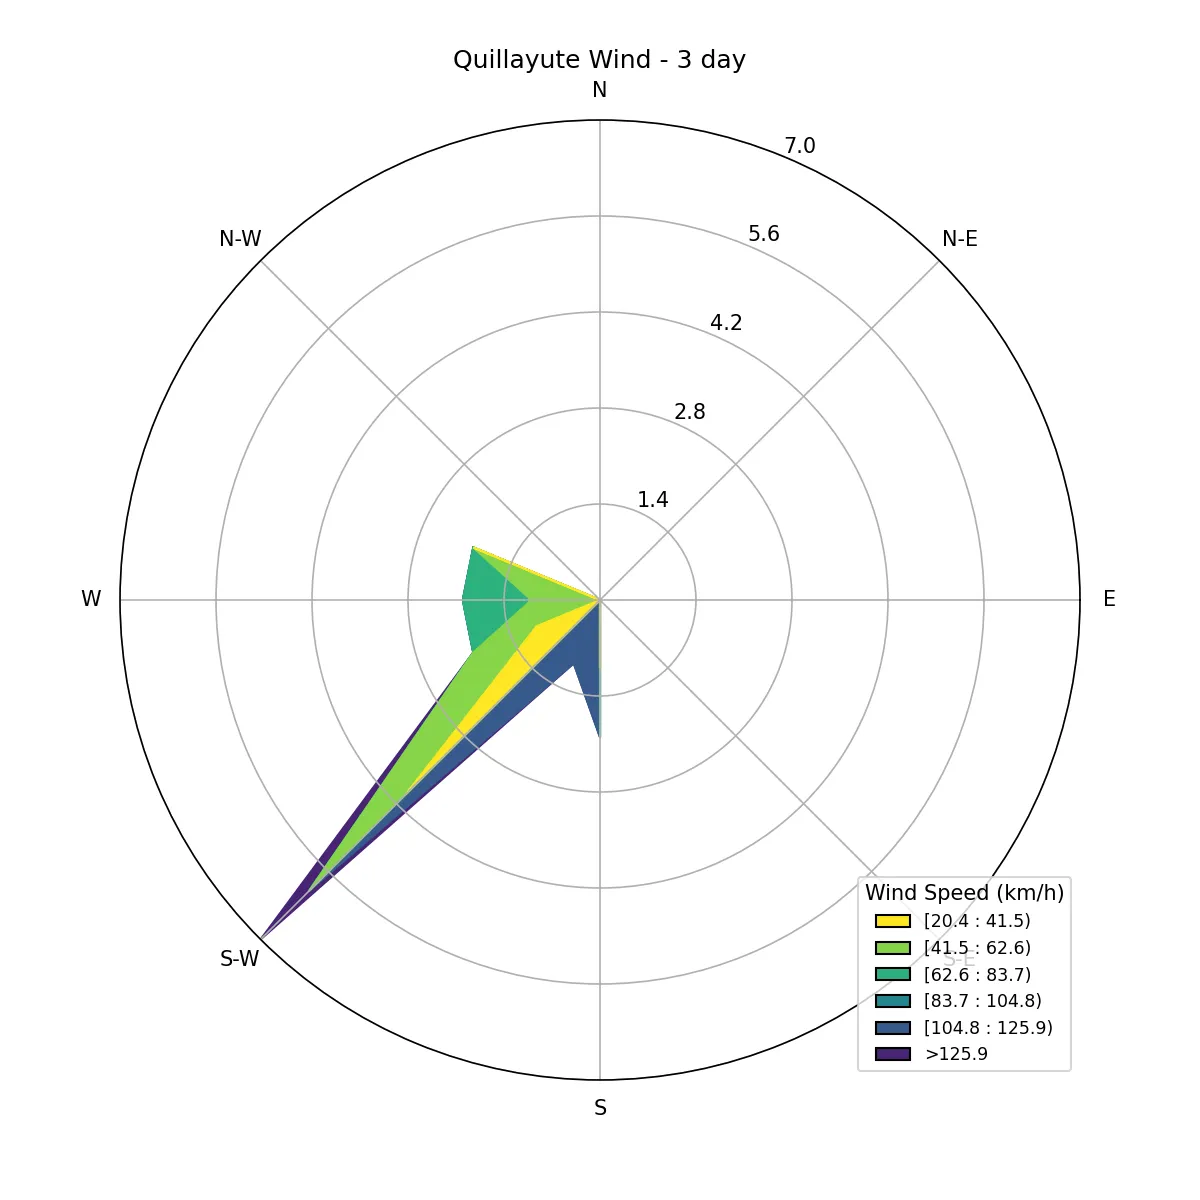 Quillayute Wind - 3 day
N
7.0
N-W
5.6
N-E
4.2
2.8
1.4
W
E
S-W
S-E
S
Wind Speed (km/h)
[20.4 : 41.5)
[41.5 : 62.6)
[62.6 : 83.7)
[83.7 : 104.8)
[104.8 : 125.9)
>125.9